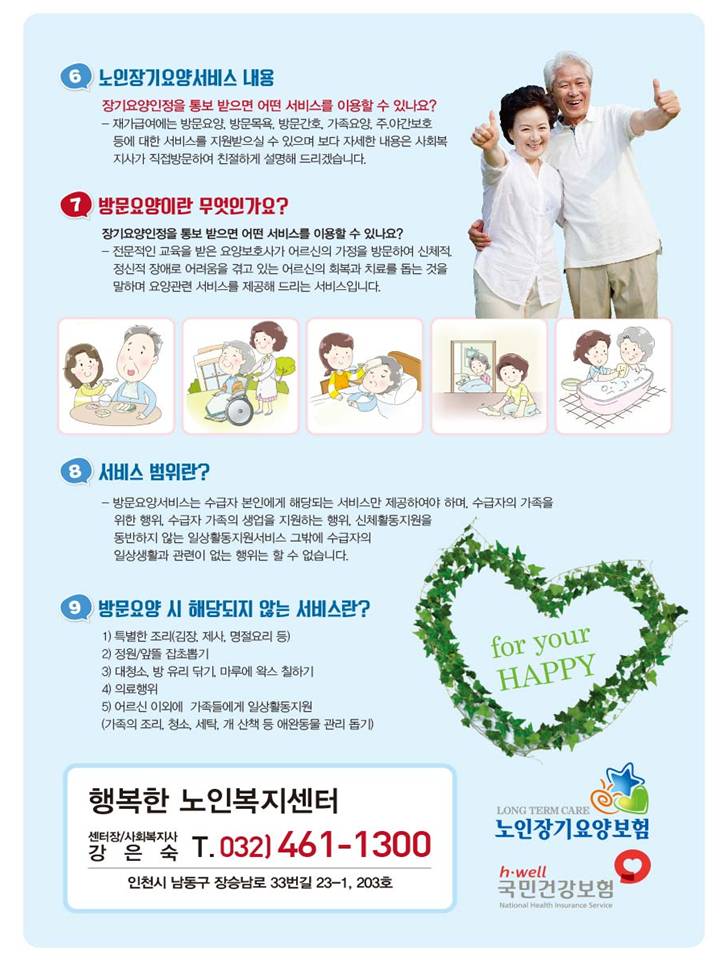 6 노인장기요양서비스 내용
장기요양인정을 통보 받으면 어떤 서비스를 이용할 수 있나요?
– 재가급여에는 방문요양, 방문목욕, 방문간호, 가족요양, 주.야간보호
등에 대한 서비스를 지원받으실 수 있으며 보다 자세한 내용은 사회복
지사가 직접방문하여 친절하게 설명해 드리겠습니다.
7 방문요양이란 무엇인가요?
장기요양인정을 통보 받으면 어떤 서비스를 이용할 수 있나요?
– 전문적인 교육을 받은 요양보호사가 어르신의 가정을 방문하여 신체적,
정신적 장애로 어려움을 겪고 있는 어르신의 회복과 치료를 돕는 것을
말하며 요양관련 서비스를 제공해 드리는 서비스입니다.
8 서비스 범위란?
– 방문요양서비스는 수급자 본인에게 해당되는 서비스만 제공하여야 하며, 수급자의 가족을
위한 행위, 수급자 가족의 생업을 지원하는 행위, 신체활동지원을
동반하지 않는 일상활동지원서비스 그밖에 수급자의
일상생활과 관련이 없는 행위는 할 수 없습니다.
9 방문요양 시 해당되지 않는 서비스란?
1) 특별한 조리(김장, 제사, 명절요리 등)
2) 정원/앞뜰 잡초뽑기
3) 대청소, 방 유리 닦기, 마루에 왁스 칠하기
4) 의료행위
5) 어르신 이외에 가족들에게 일상활동지원
(가족의 조리, 청소, 세탁, 개 산책 등 애완동물 관리 돕기)
for your
HAPPY
행복한 노인복지센터
센터장/사회복지사
강 은 숙 T. 032) 461-1300
인천시 남동구 장승남로 33번길 23-1, 203호
LONG TERM CARE
노인장기요양보험
h·well
국민건강보험
National Health Insurance Service